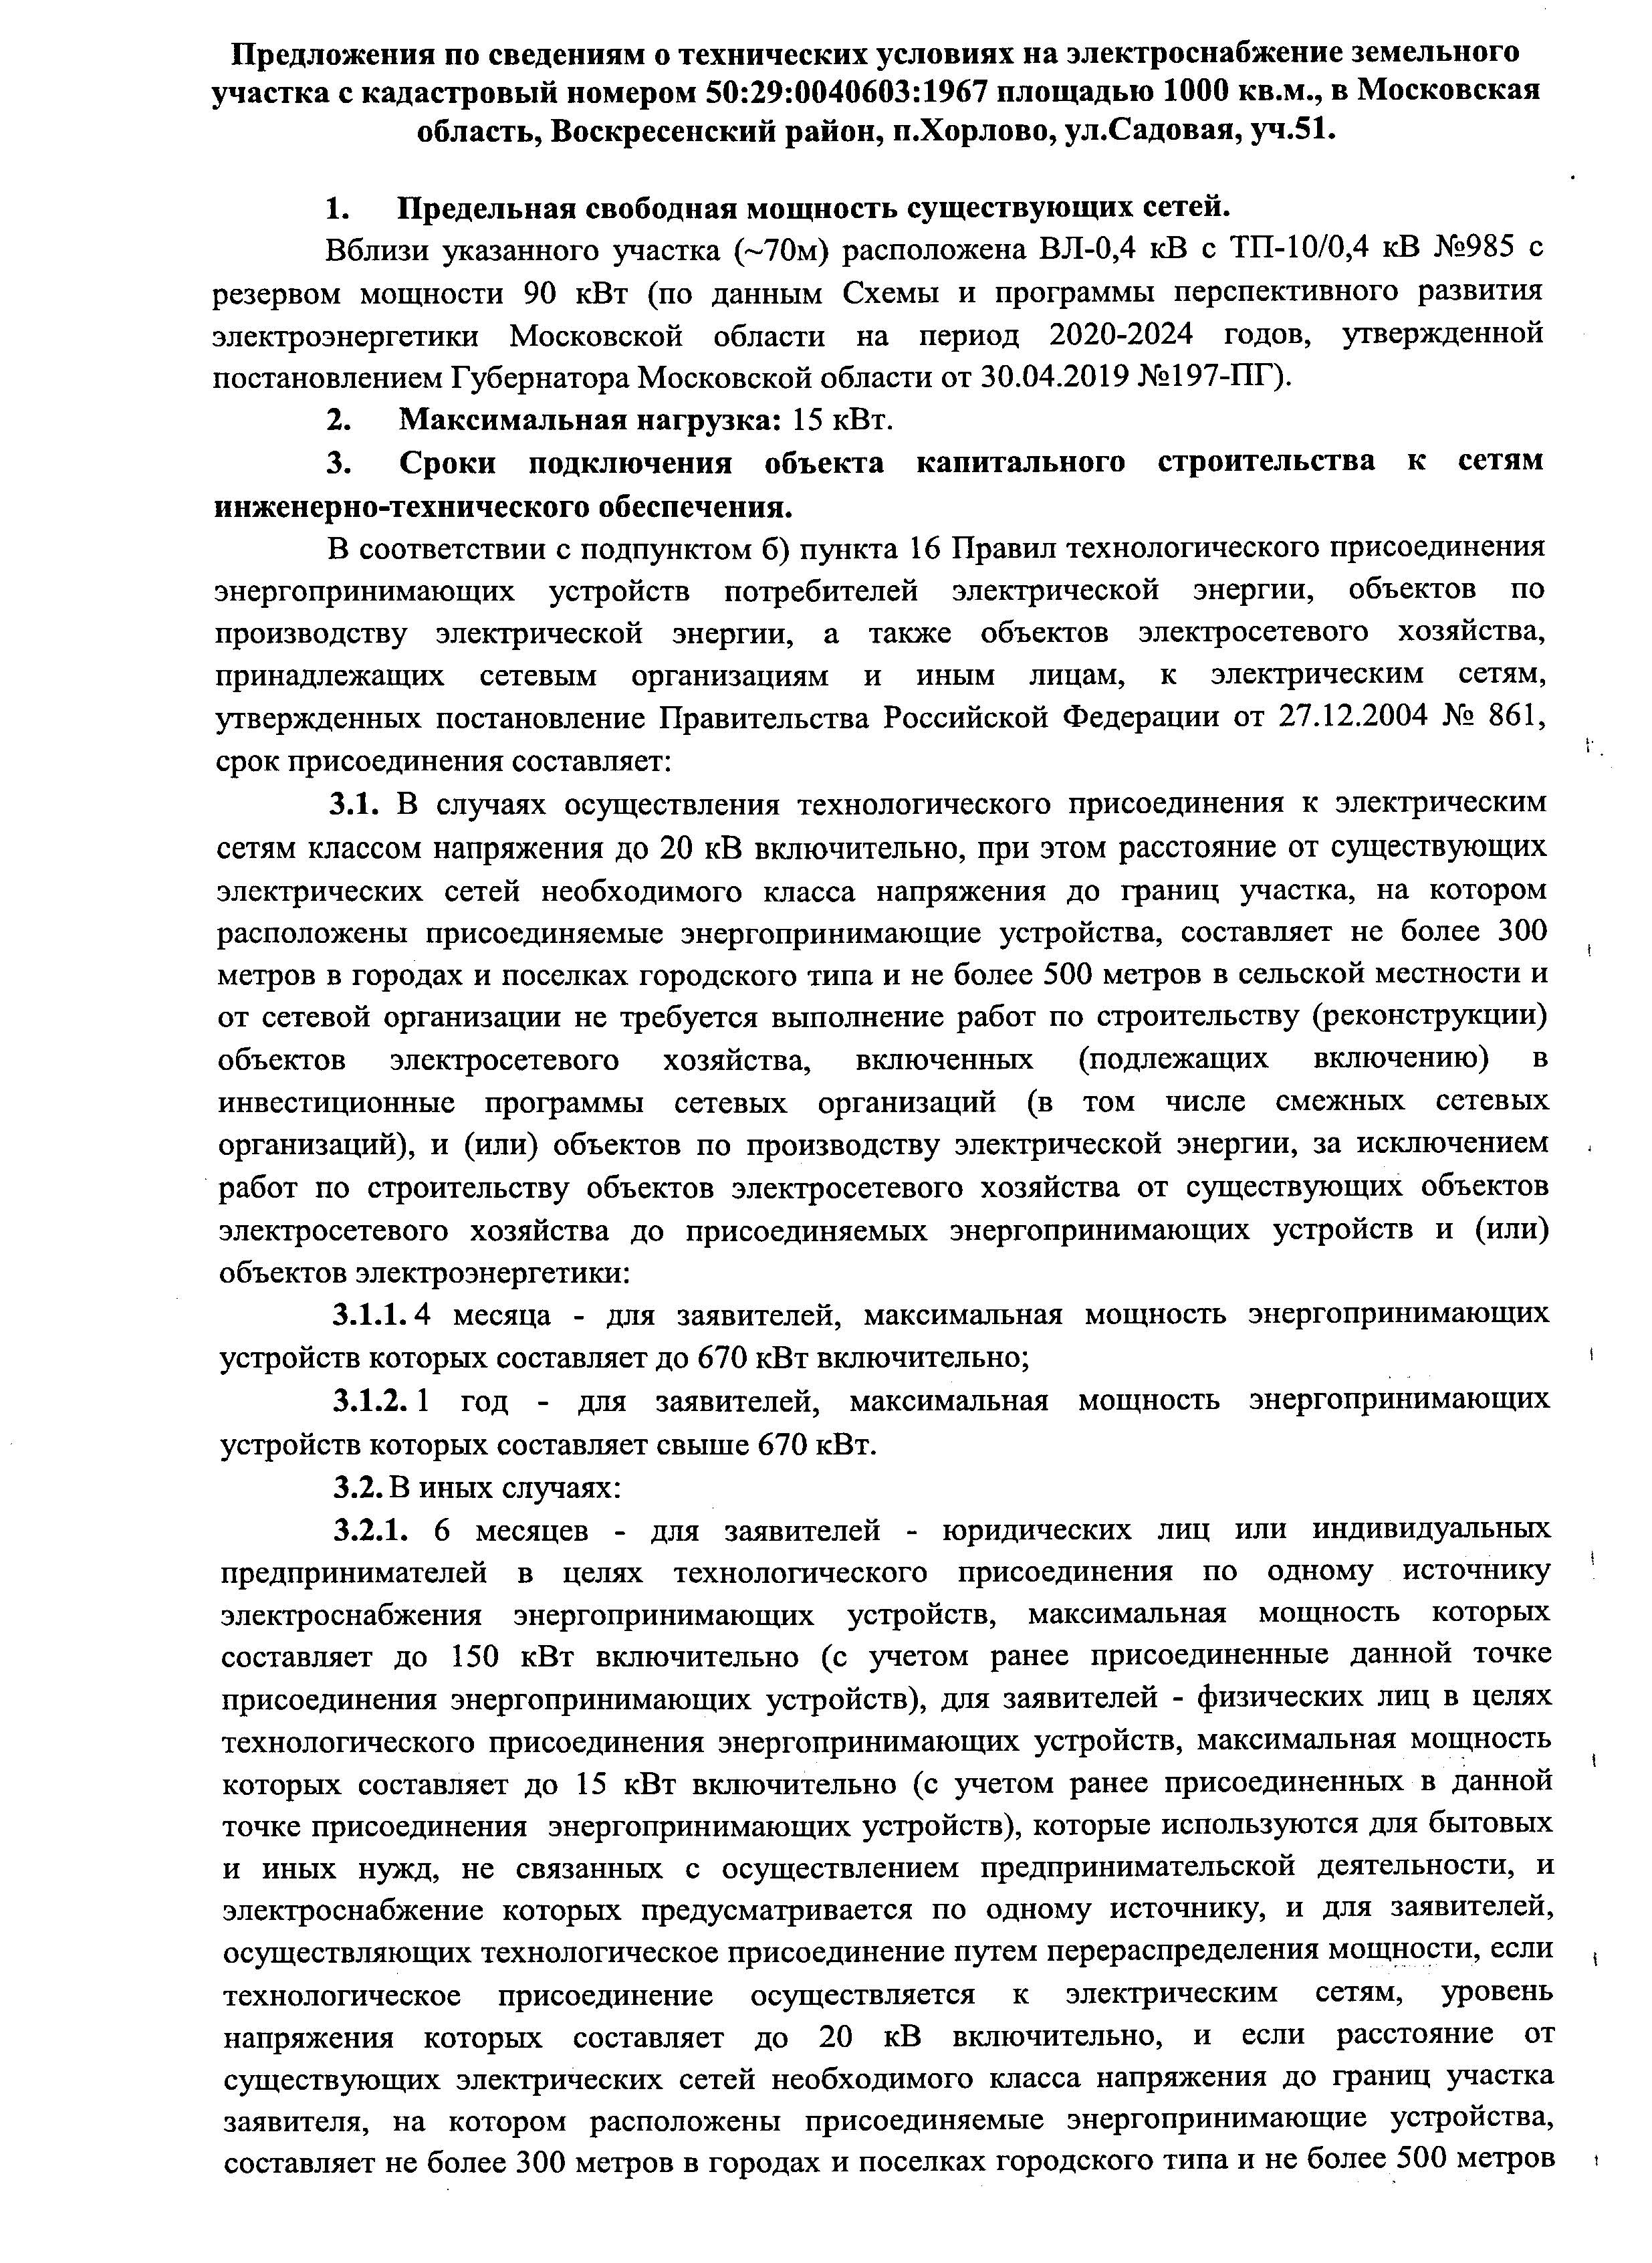 Предложения по сведениям о технических условиях на электроснабжение земельного
участка с кадастровый номером 50:29:0040603:1967 площадью 1000 кв.м., в Московская
область, Воскресенский район, п.Хорлово, ул.Садовая, уч.51.
1. Предельная свободная мощность существующих сетей.
Вблизи указанного участка (~70м) расположена ВЛ-0,4 кВ с ТП-10/0,4 кВ №985 с
резервом мощности 90 кВт (по данным Схемы и программы перспективного развития
электроэнергетики Московской области на период 2020-2024 годов, утвержденной
постановлением Губернатора Московской области от 30.04.2019 №197-ПГ).
2. Максимальная нагрузка: 15 кВт.
3. Сроки подключения объекта капитального строительства к сетям
инженерно-технического обеспечения.
В соответствии с подпунктом б) пункта 16 Правил технологического присоединения
энергопринимающих устройств потребителей электрической энергии, объектов по
производству электрической энергии, а также объектов электросетевого хозяйства,
принадлежащих сетевым организациям и иным лицам, к электрическим сетям,
утвержденных постановление Правительства Российской Федерации от 27.12.2004 № 861,
срок присоединения составляет:
3.1. В случаях осуществления технологического присоединения к электрическим
сетям классом напряжения до 20 кВ включительно, при этом расстояние от существующих
электрических сетей необходимого класса напряжения до границ участка, на котором
расположены присоединяемые энергопринимающие устройства, составляет не более 300
метров в городах и поселках городского типа и не более 500 метров в сельской местности и
от сетевой организации не требуется выполнение работ по строительству (реконструкции)
объектов электросетевого хозяйства, включенных (подлежащих включению) в
инвестиционные программы сетевых организаций (в том числе смежных сетевых
организаций), и (или) объектов по производству электрической энергии, за исключением
работ по строительству объектов электросетевого хозяйства от существующих объектов
электросетевого хозяйства до присоединяемых энергопринимающих устройств и (или)
объектов электроэнергетики:
3.1.1. 4 месяца - для заявителей, максимальная мощность энергопринимающих
устройств которых составляет до 670 кВт включительно;
3.1.2. 1 год - для заявителей, максимальная мощность энергопринимающих
устройств которых составляет свыше 670 кВт.
3.2. В иных случаях:
3.2.1. 6 месяцев - для заявителей - юридических лиц или индивидуальных
предпринимателей в целях технологического присоединения по одному источнику
электроснабжения энергопринимающих устройств, максимальная мощность которых
составляет до 150 кВт включительно (с учетом ранее присоединенные данной точке
присоединения энергопринимающих устройств), для заявителей - физических лиц в целях
технологического присоединения энергопринимающих устройств, максимальная мощность
которых составляет до 15 кВт включительно (с учетом ранее присоединенных в данной
точке присоединения энергопринимающих устройств), которые используются для бытовых
и иных нужд, не связанных с осуществлением предпринимательской деятельности, и
электроснабжение которых предусматривается по одному источнику, и для заявителей,
осуществляющих технологическое присоединение путем перераспределения мощности, если
технологическое присоединение осуществляется к электрическим сетям, уровень
напряжения которых составляет до 20 кВ включительно, и если расстояние от
существующих электрических сетей необходимого класса напряжения до границ участка
заявителя, на котором расположены присоединяемые энергопринимающие устройства,
составляет не более 300 метров в городах и поселках городского типа и не более 500 метров